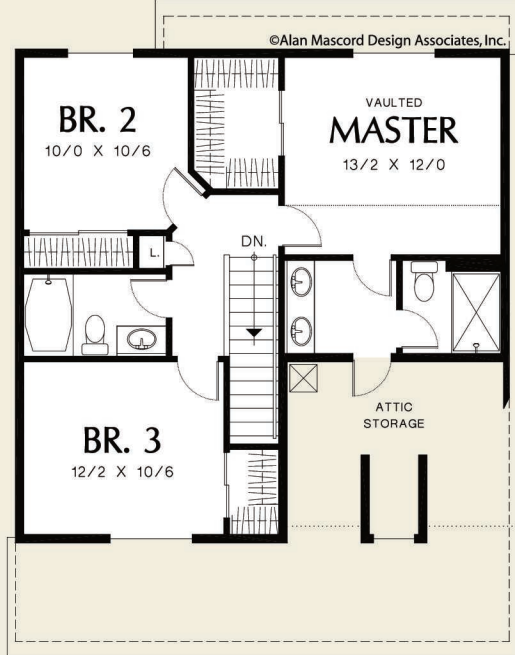 ©Alan Mascord Design Associates, Inc.
BR. 2
10/0 X 10/6
VAULTED
MASTER
13/2 X 12/0
DN.
L.
ATTIC
STORAGE
BR. 3
12/2 X 10/6